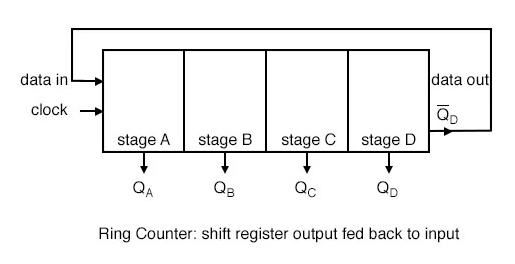 data in
data out
clock
Q̅D
stage A stage B stage C stage D
QA QB QC QD
Ring Counter: shift register output fed back to input